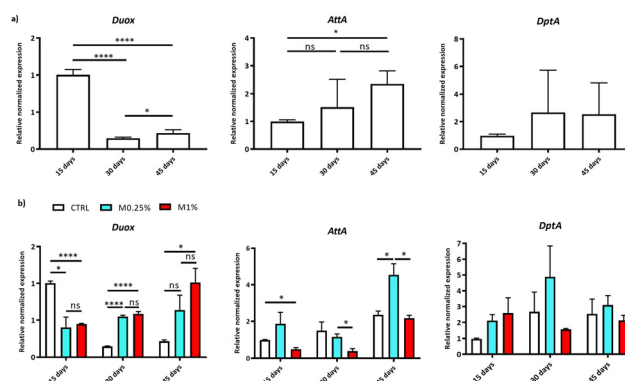 a)
Duox
AttA
DptA
Relative normalized expression
2
1
1
0
****
****
*
15 days
30 days
45 days
Relative normalized expression
4
3
2
1
0
*
ns
ns
15 days
30 days
45 days
Relative normalized expression
8
6
4
2
0
15 days
30 days
45 days
b)
CTRL
M0.25%
M1%
Duox
AttA
DptA
Relative normalized expression
2
1
1
0
****
*
ns
****
****
ns
*
ns
15 days
30 days
45 days
Relative normalized expression
6
4
2
0
*
*
*
*
15 days
30 days
45 days
Relative normalized expression
8
6
5
4
3
2
1
0
15 days
30 days
45 days